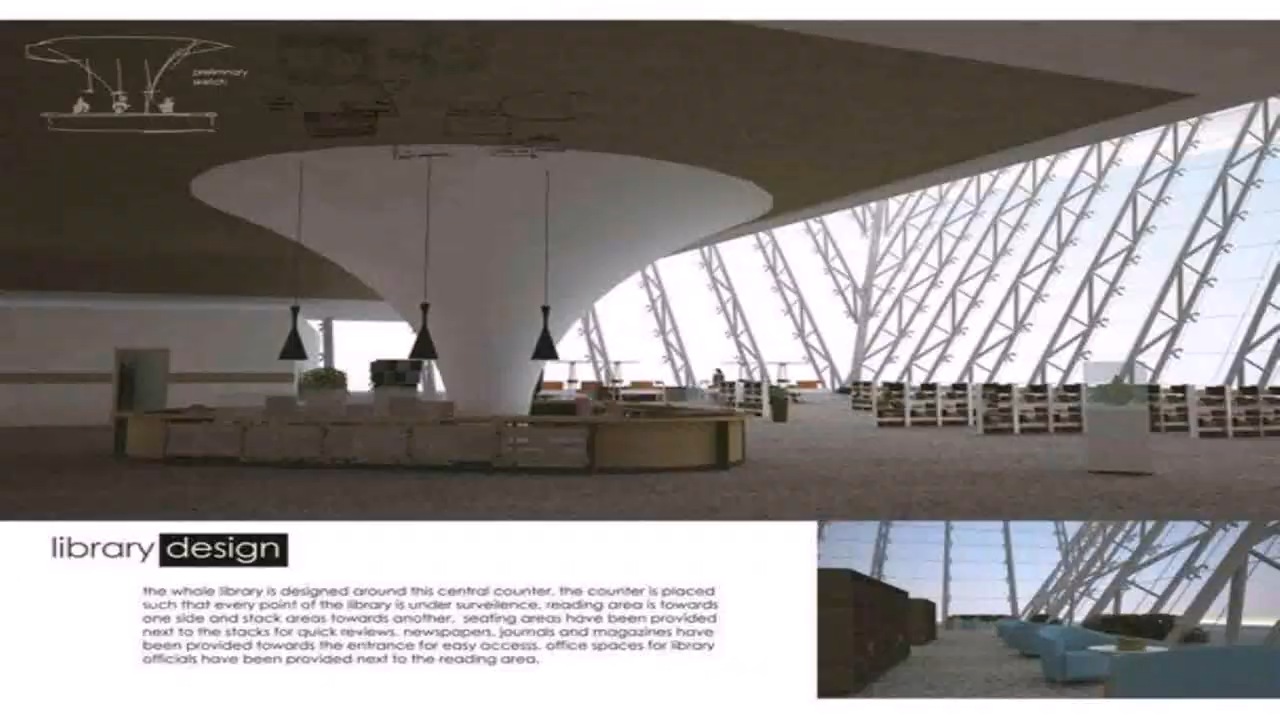 preliminary
sketch
library design
the whole library is designed around this central counter. the counter is placed
such that every point of the library is under surveilence. reading area is towards
one side and stack areas towards another. seating areas have been provided
next to the stacks for quick reviews. newspapers, journals and magazines have
been provided towards the entrance for easy access. office spaces for library
officials have been provided next to the reading area.